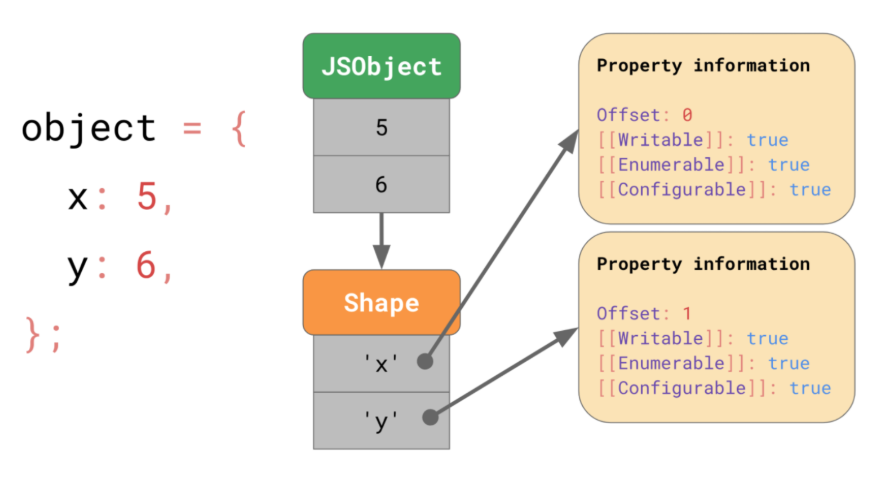 object = {
x: 5,
y: 6,
};
JSObject
5
6
Shape
'x'
'y'
Property information
Offset: 0
[[Writable]]: true
[[Enumerable]]: true
[[Configurable]]: true
Property information
Offset: 1
[[Writable]]: true
[[Enumerable]]: true
[[Configurable]]: true